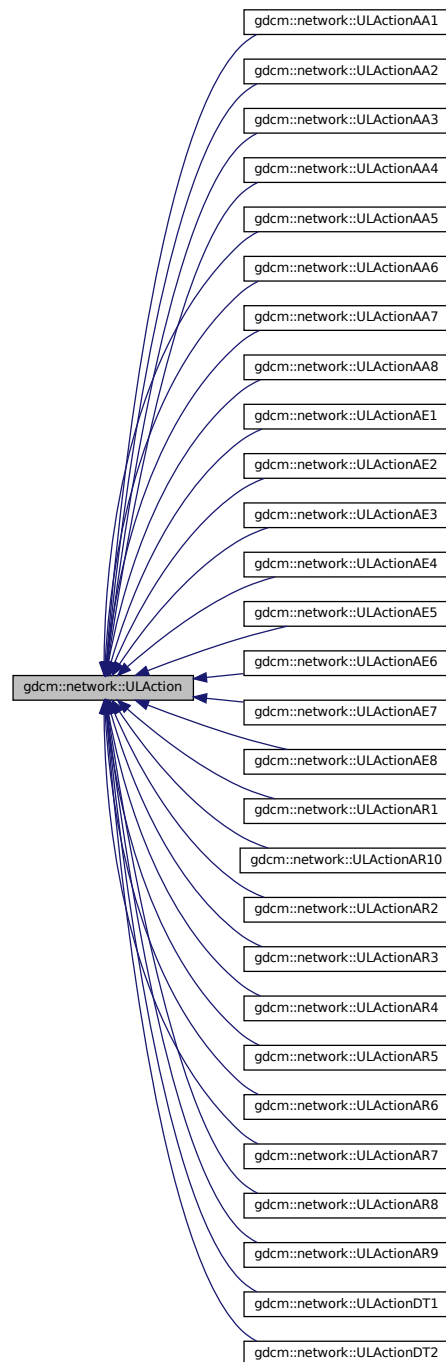 gdcm::network::ULActionAA1
gdcm::network::ULActionAA2
gdcm::network::ULActionAA3
gdcm::network::ULActionAA4
gdcm::network::ULActionAA5
gdcm::network::ULActionAA6
gdcm::network::ULActionAA7
gdcm::network::ULActionAA8
gdcm::network::ULActionAE1
gdcm::network::ULActionAE2
gdcm::network::ULActionAE3
gdcm::network::ULActionAE4
gdcm::network::ULActionAE5
gdcm::network::ULActionAE6
gdcm::network::ULAction
gdcm::network::ULActionAE7
gdcm::network::ULActionAE8
gdcm::network::ULActionAR1
gdcm::network::ULActionAR10
gdcm::network::ULActionAR2
gdcm::network::ULActionAR3
gdcm::network::ULActionAR4
gdcm::network::ULActionAR5
gdcm::network::ULActionAR6
gdcm::network::ULActionAR7
gdcm::network::ULActionAR8
gdcm::network::ULActionAR9
gdcm::network::ULActionDT1
gdcm::network::ULActionDT2